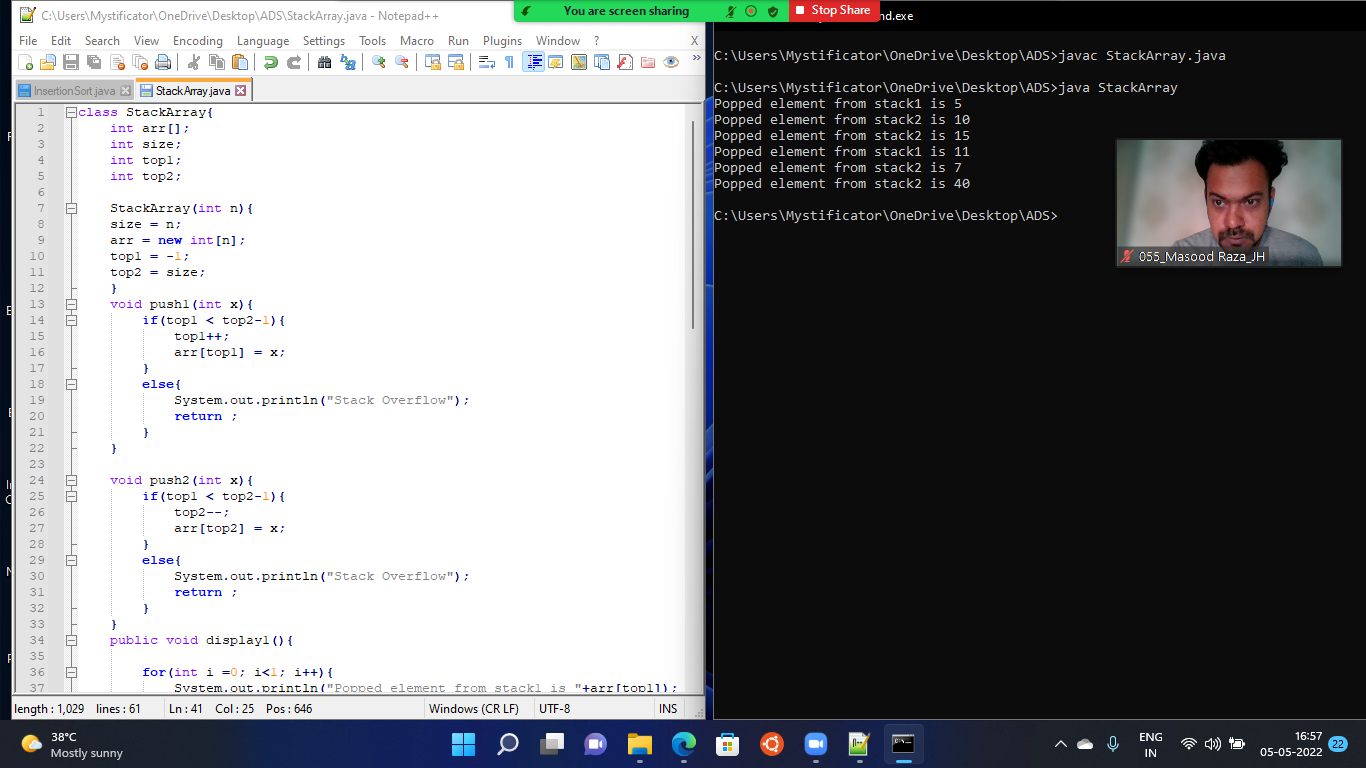 C:\Users\Mystificator\OneDrive\Desktop\ADS\StackArray.java - Notepad++
You are screen sharing
Stop Share
nd.exe
File Edit Search View Encoding Language Settings Tools Macro Run Plugins Window ? X
InsertionSort.java StackArray.java
1 class StackArray{
2 int arr[];
3 int size;
4 int top1;
5 int top2;
6
7 StackArray(int n){
8 size = n;
9 arr = new int[n];
10 top1 = -1;
11 top2 = size;
12 }
13 void push1(int x){
14 if(top1 < top2-1){
15 top1++;
16 arr[top1] = x;
17 }
18 else{
19 System.out.println("Stack Overflow");
20 return ;
21 }
22 }
23
24 void push2(int x){
25 if(top1 < top2-1){
26 top2--;
27 arr[top2] = x;
28 }
29 else{
30 System.out.println("Stack Overflow");
31 return ;
32 }
33 }
34 public void display1(){
35
36 for(int i =0; i<1; i++){
37 System.out.println("Popped element from stack1 is "+arr[top1]);
length : 1,029 lines : 61 Ln : 41 Col : 25 Pos : 646 Windows (CR LF) UTF-8 INS
C:\Users\Mystificator\OneDrive\Desktop\ADS>javac StackArray.java
C:\Users\Mystificator\OneDrive\Desktop\ADS>java StackArray
Popped element from stack1 is 5
Popped element from stack2 is 10
Popped element from stack2 is 15
Popped element from stack1 is 11
Popped element from stack2 is 7
Popped element from stack2 is 40
C:\Users\Mystificator\OneDrive\Desktop\ADS>
055_Masood Raza_JH
38°C
Mostly sunny
ENG
IN
16:57
05-05-2022
22